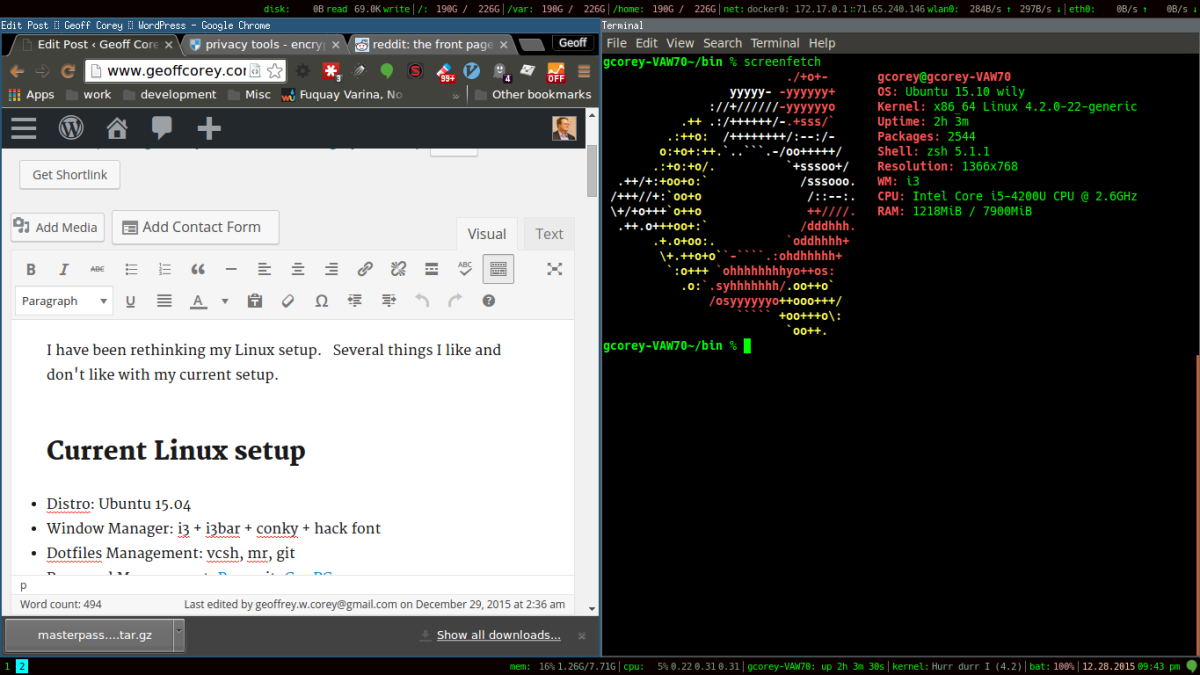 disk: 0B read 69.0K write | /: 190G / 226G | /var: 190G / 226G | /home: 190G / 226G | net: docker0: 172.17.0.1 ::71.65.240.146 wlan0: 284B/s ↑ 297B/s ↓ | eth0: 0B/s ↑ 0B/s ↓
Edit Post ‹ Geoff Corey — WordPress - Google Chrome
Edit Post ‹ Geoff Core × privacy tools - encryp × reddit: the front page × Geoff
www.geoffcorey.cor
3 99+ 4 OFF
Apps work development Misc Fuquay Varina, No » Other bookmarks
Get Shortlink
Add Media Add Contact Form
Visual Text
B I ABC ABC
Paragraph U A Ω ?
I have been rethinking my Linux setup. Several things I like and
don't like with my current setup.
Current Linux setup
• Distro: Ubuntu 15.04
• Window Manager: i3 + i3bar + conky + hack font
• Dotfiles Management: vcsh, mr, git
p
Word count: 494 Last edited by geoffrey.w.corey@gmail.com on December 29, 2015 at 2:36 am
masterpass....tar.gz Show all downloads... ×
Terminal
File Edit View Search Terminal Help
gcorey-VAW70~/bin % screenfetch
gcorey@gcorey-VAW70
OS: Ubuntu 15.10 wily
Kernel: x86_64 Linux 4.2.0-22-generic
Uptime: 2h 3m
Packages: 2544
Shell: zsh 5.1.1
Resolution: 1366x768
WM: i3
CPU: Intel Core i5-4200U CPU @ 2.6GHz
RAM: 1218MiB / 7900MiB
gcorey-VAW70~/bin %
1 2 mem: 16% 1.26G/7.71G | cpu: 5% 0.22 0.31 0.31 | gcorey-VAW70: up 2h 3m 30s | kernel: Hurr durr I (4.2) | bat: 100% | 12.28.2015 09:43 pm